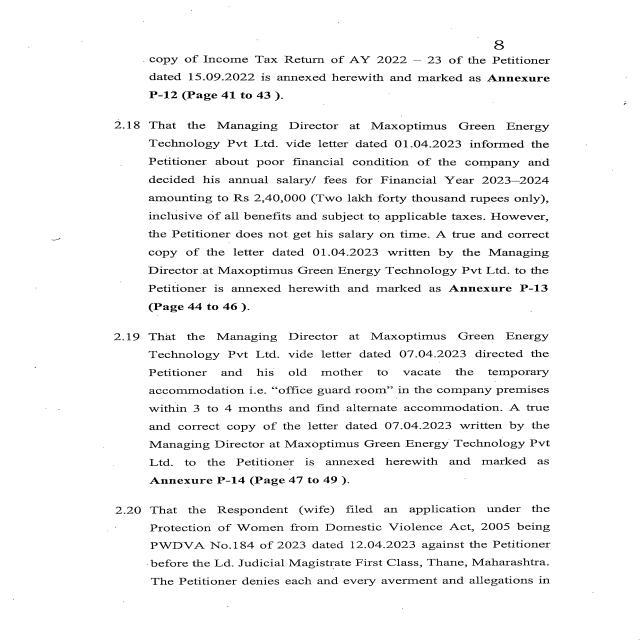 8
copy of Income Tax Return of AY 2022 – 23 of the Petitioner
dated 15.09.2022 is annexed herewith and marked as Annexure
P-12 (Page 41 to 43 ).
2.18 That the Managing Director at Maxoptimus Green Energy
Technology Pvt Ltd. vide letter dated 01.04.2023 informed the
Petitioner about poor financial condition of the company and
decided his annual salary/ fees for Financial Year 2023–2024
amounting to Rs 2,40,000 (Two lakh forty thousand rupees only),
inclusive of all benefits and subject to applicable taxes. However,
the Petitioner does not get his salary on time. A true and correct
copy of the letter dated 01.04.2023 written by the Managing
Director at Maxoptimus Green Energy Technology Pvt Ltd. to the
Petitioner is annexed herewith and marked as Annexure P-13
(Page 44 to 46 ).
2.19 That the Managing Director at Maxoptimus Green Energy
Technology Pvt Ltd. vide letter dated 07.04.2023 directed the
Petitioner and his old mother to vacate the temporary
accommodation i.e. “office guard room” in the company premises
within 3 to 4 months and find alternate accommodation. A true
and correct copy of the letter dated 07.04.2023 written by the
Managing Director at Maxoptimus Green Energy Technology Pvt
Ltd. to the Petitioner is annexed herewith and marked as
Annexure P-14 (Page 47 to 49 ).
2.20 That the Respondent (wife) filed an application under the
Protection of Women from Domestic Violence Act, 2005 being
PWDVA No.184 of 2023 dated 12.04.2023 against the Petitioner
before the Ld. Judicial Magistrate First Class, Thane, Maharashtra.
The Petitioner denies each and every averment and allegations in